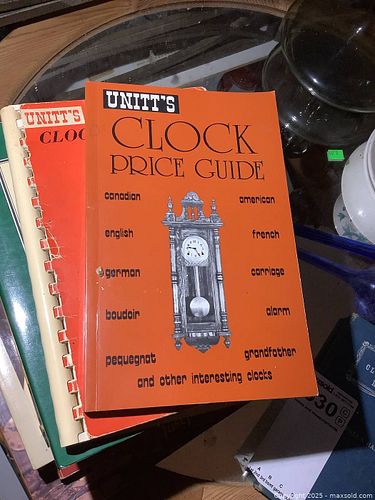 UNITT'S
CLOCK
PRICE GUIDE
canadian
american
english
french
german
carriage
boudoir
alarm
pequegnat
grandfather
and other interesting clocks
UNITT'S
CLOC
Copyright 2025 - maxsold.com